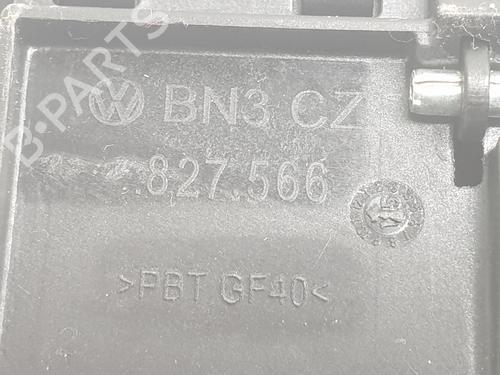 BN3 CZ
.827.566
>PBT GF40<
B-PARTS